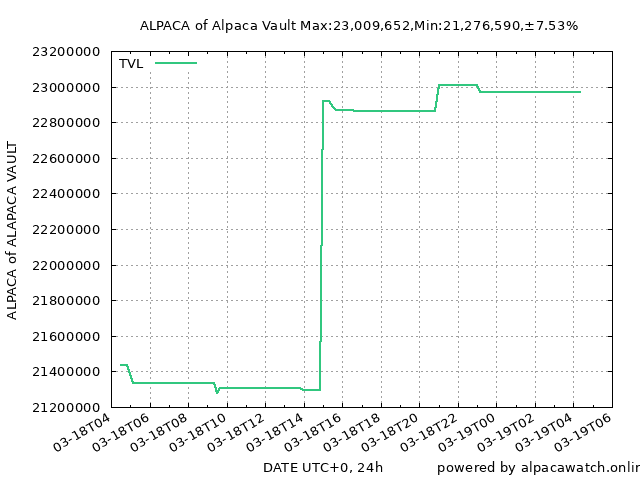 ALPACA of Alpaca Vault Max:23,009,652,Min:21,276,590,±7.53%
TVL
ALPACA of ALAPACA VAULT
23200000
23000000
22800000
22600000
22400000
22200000
22000000
21800000
21600000
21400000
21200000
03-18T04
03-18T06
03-18T08
03-18T10
03-18T12
03-18T14
03-18T16
03-18T18
03-18T20
03-18T22
03-19T00
03-19T02
03-19T04
03-19T06
DATE UTC+0, 24h
powered by alpacawatch.onlin